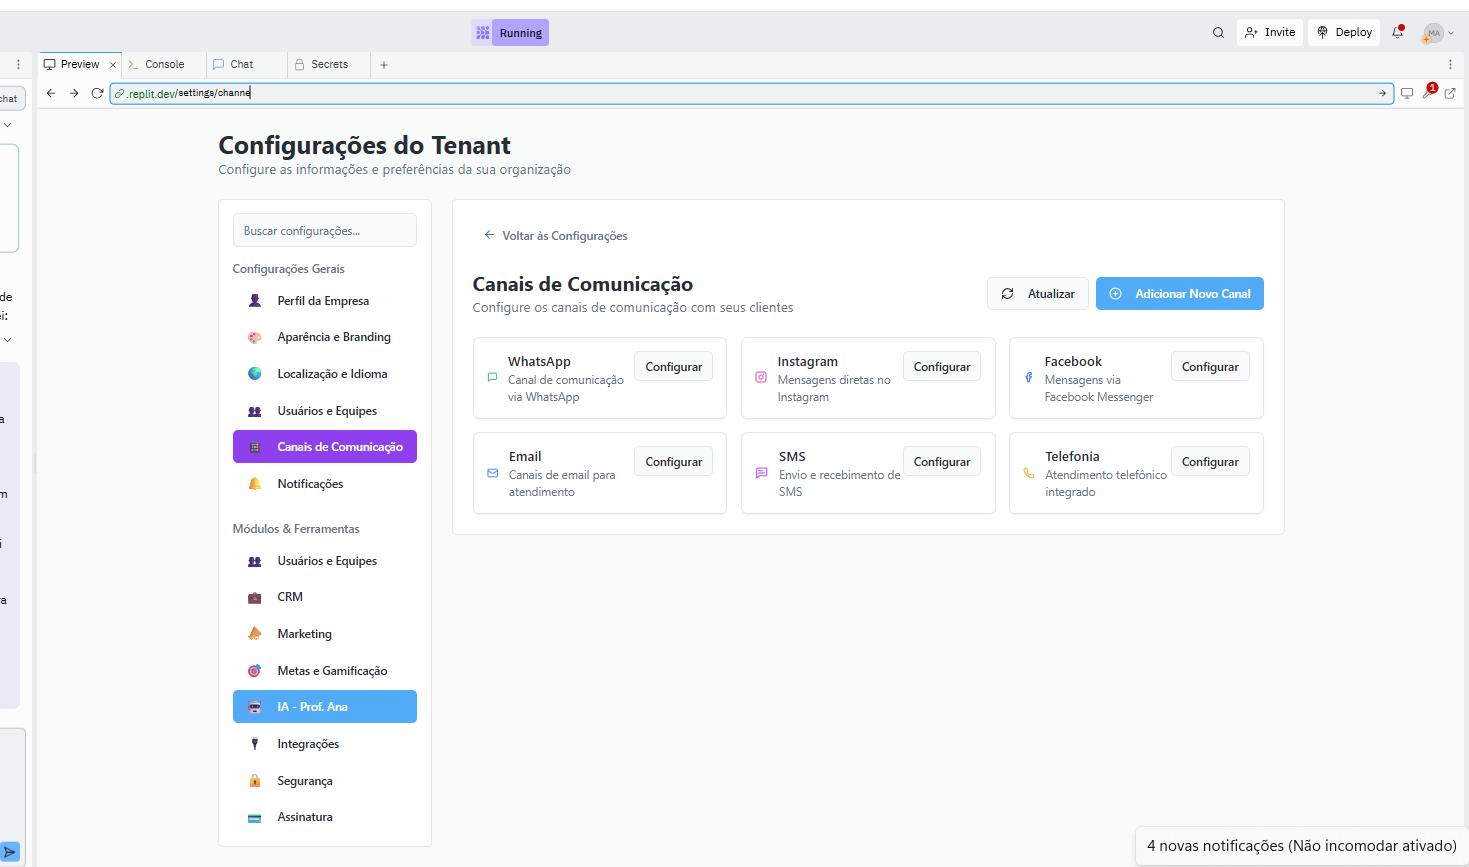 Running
Invite
Deploy
MA
Preview
Console
Chat
Secrets
.replit.dev/settings/channe
1
chat
de
ei:
a
m
i
ra
Configurações do Tenant
Configure as informações e preferências da sua organização
Buscar configurações...
Configurações Gerais
Perfil da Empresa
Aparência e Branding
Localização e Idioma
Usuários e Equipes
Canais de Comunicação
Notificações
Módulos & Ferramentas
Usuários e Equipes
CRM
Marketing
Metas e Gamificação
IA - Prof. Ana
Integrações
Segurança
Assinatura
Voltar às Configurações
Canais de Comunicação
Configure os canais de comunicação com seus clientes
Atualizar
Adicionar Novo Canal
WhatsApp
Canal de comunicação
via WhatsApp
Configurar
Instagram
Mensagens diretas no
Instagram
Configurar
Facebook
Mensagens via
Facebook Messenger
Configurar
Email
Canais de email para
atendimento
Configurar
SMS
Envio e recebimento de
SMS
Configurar
Telefonia
Atendimento telefônico
integrado
Configurar
4 novas notificações (Não incomodar ativado)